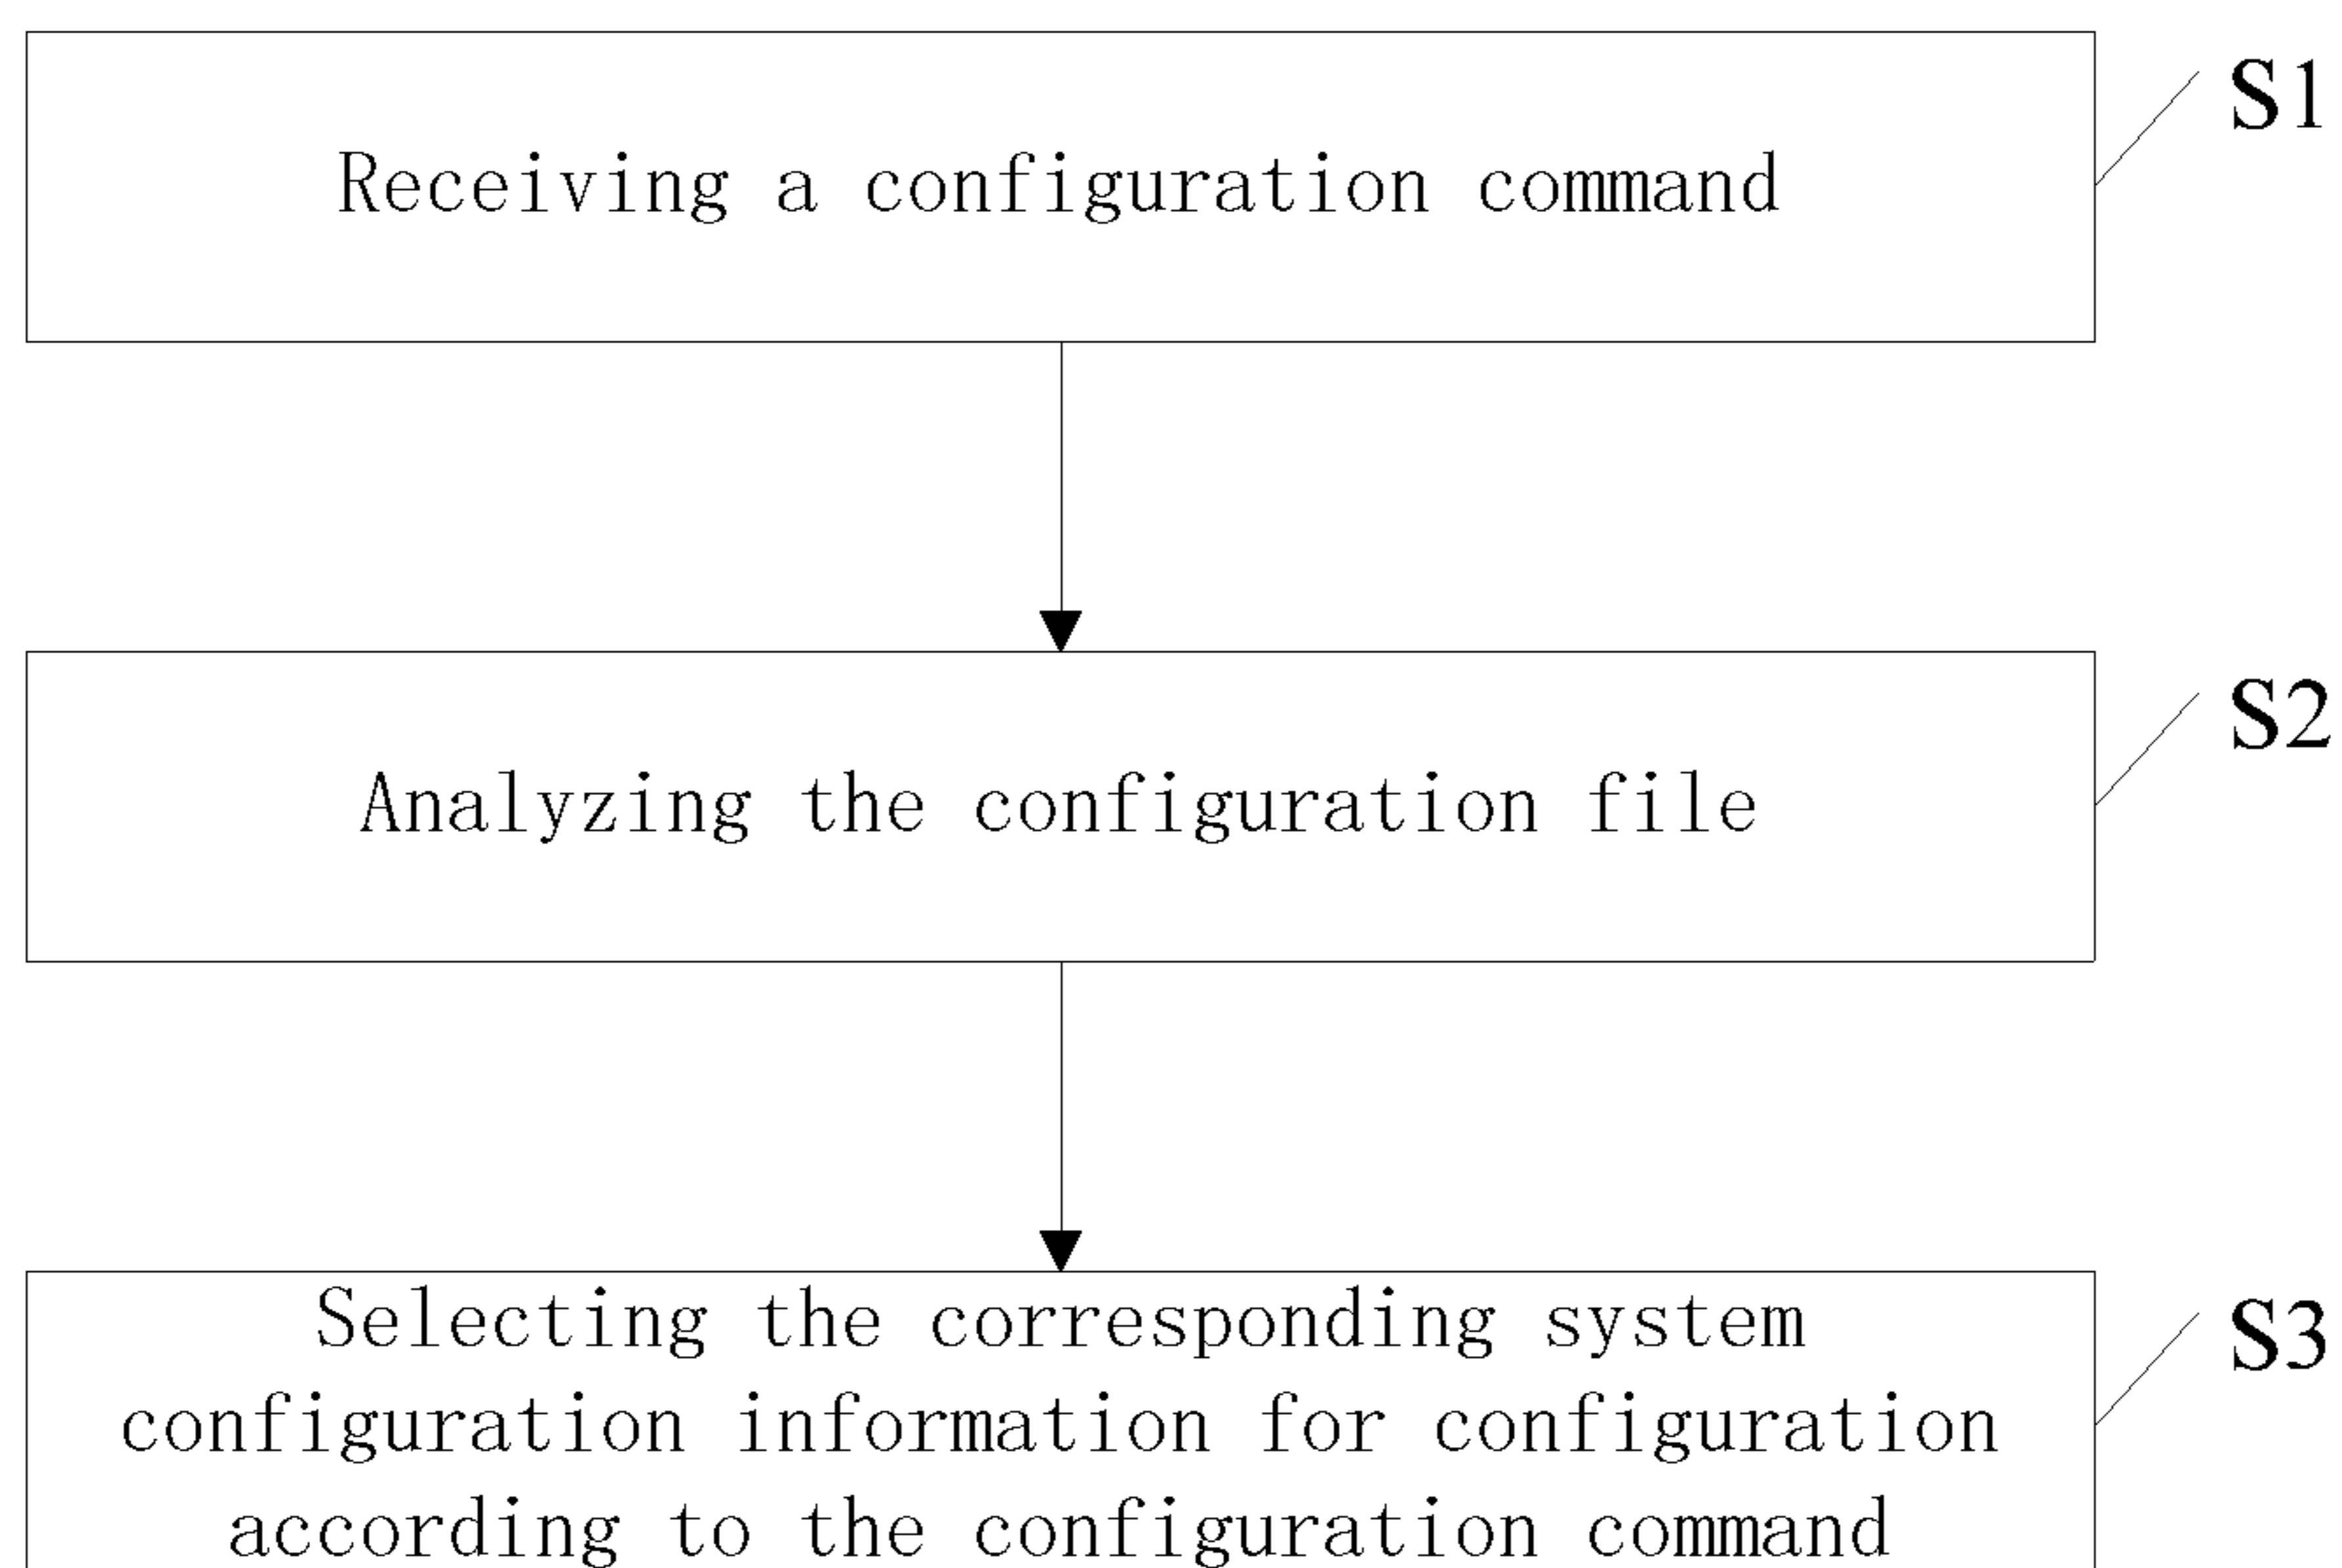 S1
Receiving a configuration command
S2
Analyzing the configuration file
S3
Selecting the corresponding system
configuration information for configuration
according to the configuration command